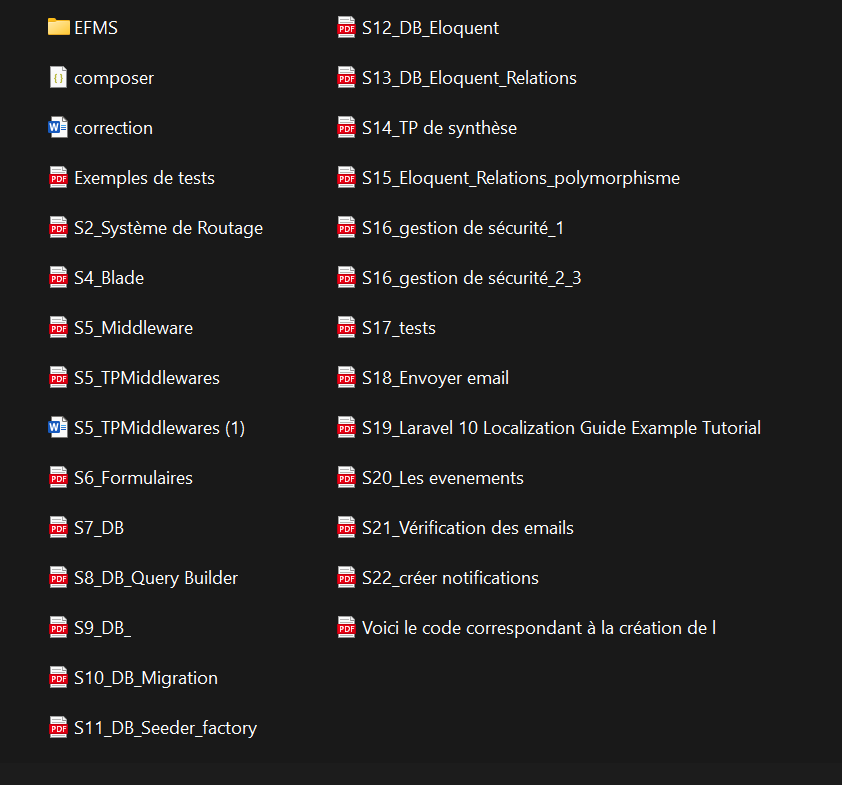 EFMS
composer
correction
Exemples de tests
S2_Système de Routage
S4_Blade
S5_Middleware
S5_TPMiddlewares
S5_TPMiddlewares (1)
S6_Formulaires
S7_DB
S8_DB_Query Builder
S9_DB_
S10_DB_Migration
S11_DB_Seeder_factory
S12_DB_Eloquent
S13_DB_Eloquent_Relations
S14_TP de synthèse
S15_Eloquent_Relations_polymorphisme
S16_gestion de sécurité_1
S16_gestion de sécurité_2_3
S17_tests
S18_Envoyer email
S19_Laravel 10 Localization Guide Example Tutorial
S20_Les evenements
S21_Vérification des emails
S22_créer notifications
Voici le code correspondant à la création de l